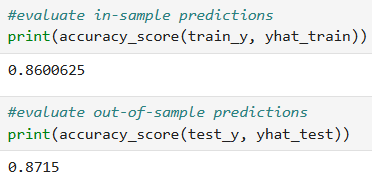 #evaluate in-sample predictions
print(accuracy_score(train_y, yhat_train))
0.8600625
#evaluate out-of-sample predictions
print(accuracy_score(test_y, yhat_test))
0.8715